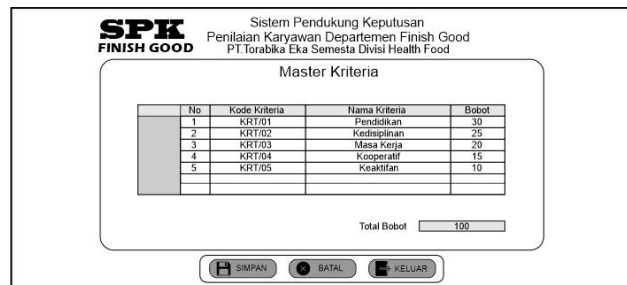 SPK
FINISH GOOD
Sistem Pendukung Keputusan
Penilaian Karyawan Departemen Finish Good
PT.Torabika Eka Semesta Divisi Health Food
Master Kriteria
No Kode Kriteria Nama Kriteria Bobot
1 KRT/01 Pendidikan 30
2 KRT/02 Kedisiplinan 25
3 KRT/03 Masa Kerja 20
4 KRT/04 Kooperatif 15
5 KRT/05 Keaktifan 10
Total Bobot 100
SIMPAN BATAL KELUAR